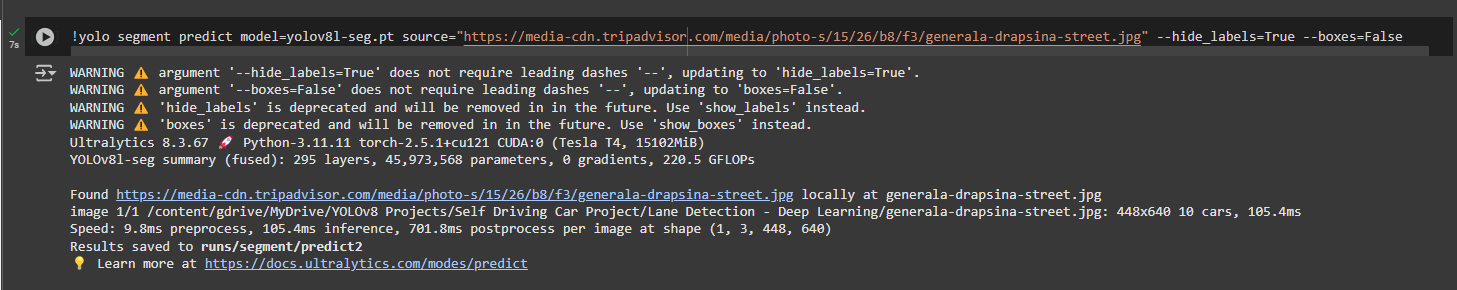 7s
!yolo segment predict model=yolov8l-seg.pt source="https://media-cdn.tripadvisor.com/media/photo-s/15/26/b8/f3/generala-drapsina-street.jpg" --hide_labels=True --boxes=False
WARNING ⚠️ argument '--hide_labels=True' does not require leading dashes '--', updating to 'hide_labels=True'.
WARNING ⚠️ argument '--boxes=False' does not require leading dashes '--', updating to 'boxes=False'.
WARNING ⚠️ 'hide_labels' is deprecated and will be removed in in the future. Use 'show_labels' instead.
WARNING ⚠️ 'boxes' is deprecated and will be removed in in the future. Use 'show_boxes' instead.
Ultralytics 8.3.67 🚀 Python-3.11.11 torch-2.5.1+cu121 CUDA:0 (Tesla T4, 15102MiB)
YOLOv8l-seg summary (fused): 295 layers, 45,973,568 parameters, 0 gradients, 220.5 GFLOPs
Found https://media-cdn.tripadvisor.com/media/photo-s/15/26/b8/f3/generala-drapsina-street.jpg locally at generala-drapsina-street.jpg
image 1/1 /content/gdrive/MyDrive/YOLOv8 Projects/Self Driving Car Project/Lane Detection - Deep Learning/generala-drapsina-street.jpg: 448x640 10 cars, 105.4ms
Speed: 9.8ms preprocess, 105.4ms inference, 701.8ms postprocess per image at shape (1, 3, 448, 640)
Results saved to runs/segment/predict2
💡 Learn more at https://docs.ultralytics.com/modes/predict